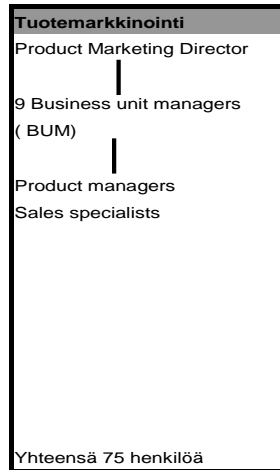 Tuotemarkkinointi
Product Marketing Director
9 Business unit managers
( BUM)
Product managers
Sales specialists
Yhteensä 75 henkilöä